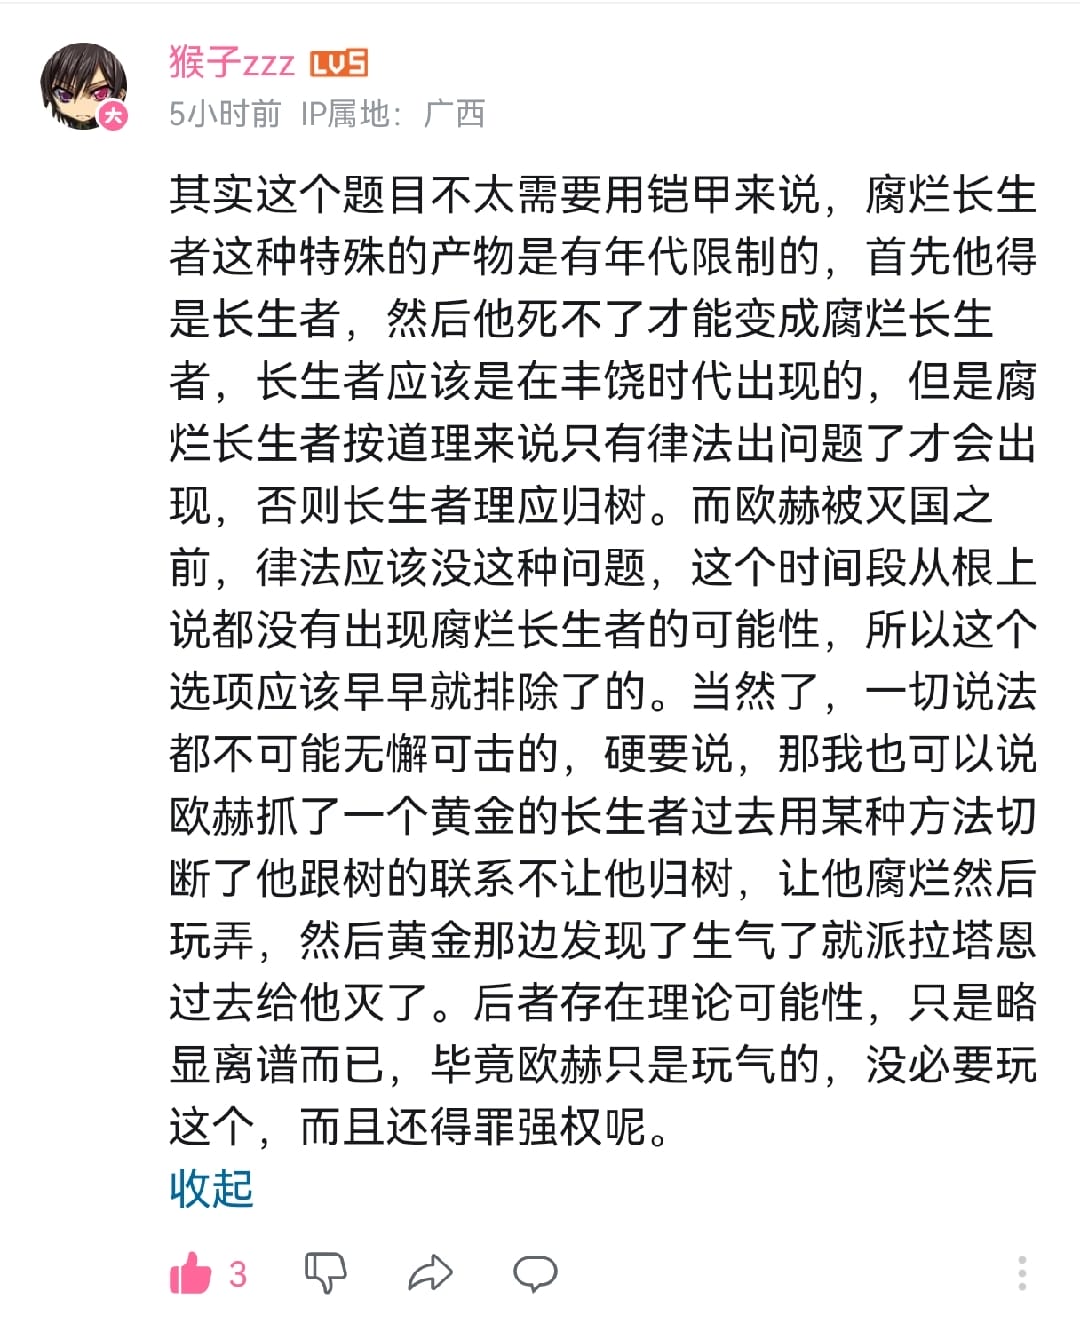 猴子zzz LV5
5小时前 IP属地：广西
大
其实这个题目不太需要用铠甲来说，腐烂长生
者这种特殊的产物是有年代限制的，首先他得
是长生者，然后他死不了才能变成腐烂长生
者，长生者应该是在丰饶时代出现的，但是腐
烂长生者按道理来说只有律法出问题了才会出
现，否则长生者理应归树。而欧赫被灭国之
前，律法应该没这种问题，这个时间段从根上
说都没有出现腐烂长生者的可能性，所以这个
选项应该早早就排除了的。当然了，一切说法
都不可能无懈可击的，硬要说，那我也可以说
欧赫抓了一个黄金的长生者过去用某种方法切
断了他跟树的联系不让他归树，让他腐烂然后
玩弄，然后黄金那边发现了生气了就派拉塔恩
过去给他灭了。后者存在理论可能性，只是略
显离谱而已，毕竟欧赫只是玩气的，没必要玩
这个，而且还得罪强权呢。
收起
3